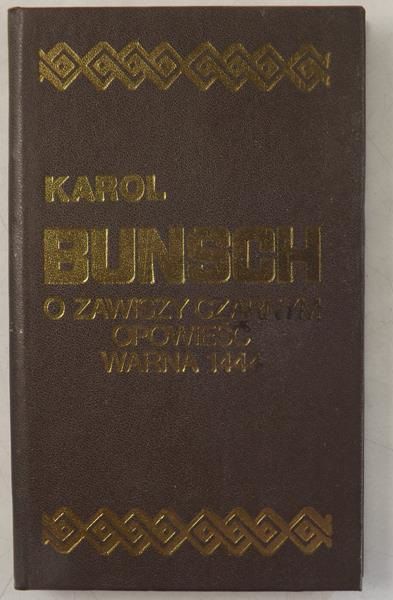 KAROL
BUNSCH
O ZAWISZY CZARNYM
OPOWIEŚĆ
WARNA 1444